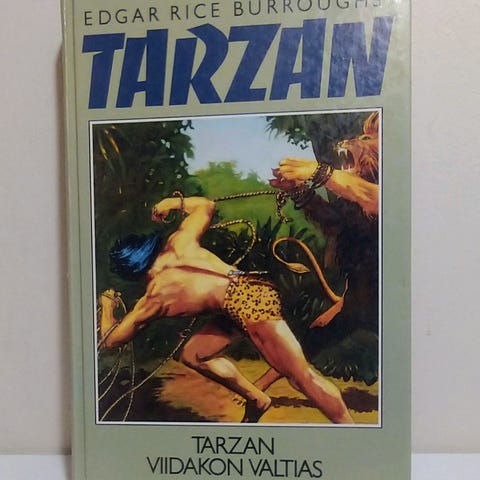 EDGAR RICE BURROUGHS
TARZAN
TARZAN
VIIDAKON VALTIAS